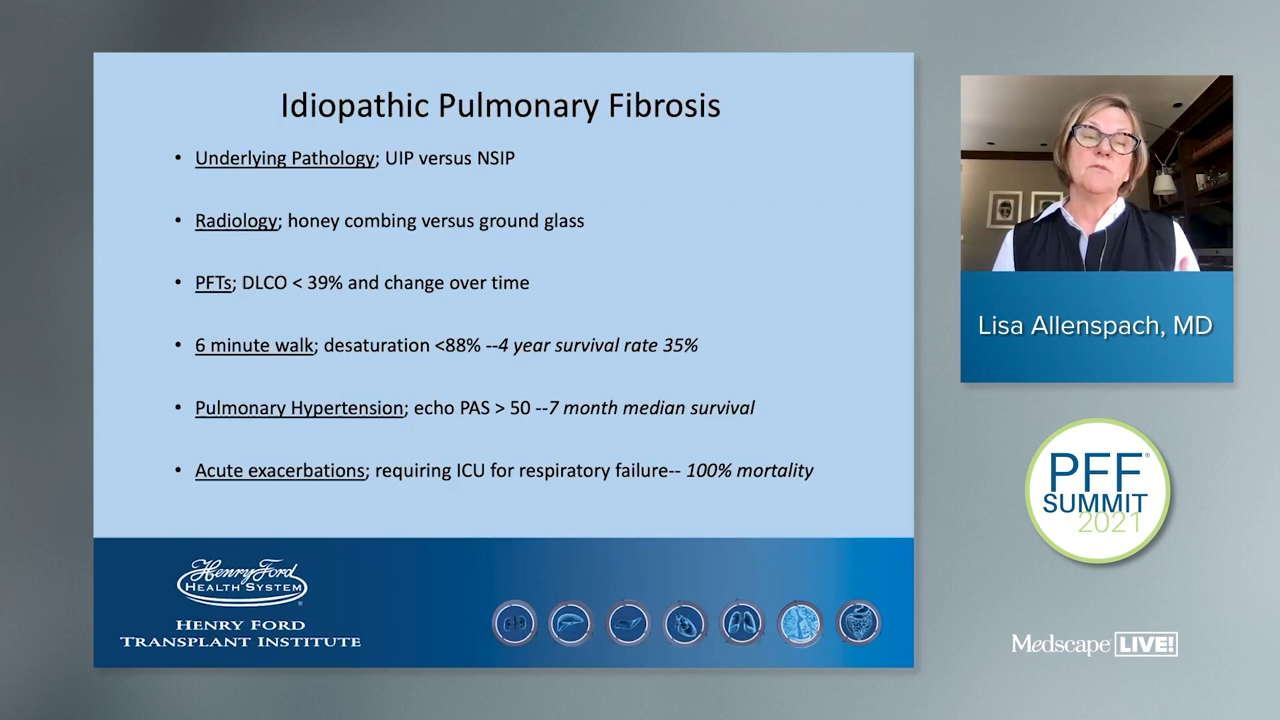 Idiopathic Pulmonary Fibrosis
• Underlying Pathology; UIP versus NSIP
• Radiology; honey combing versus ground glass
• PFTs; DLCO < 39% and change over time
• 6 minute walk; desaturation <88% --4 year survival rate 35%
• Pulmonary Hypertension; echo PAS > 50 --7 month median survival
• Acute exacerbations; requiring ICU for respiratory failure-- 100% mortality
Henry Ford
HEALTH SYSTEM
HENRY FORD
TRANSPLANT INSTITUTE
Lisa Allenspach, MD
PFF
SUMMIT
2021
Medscape LIVE!